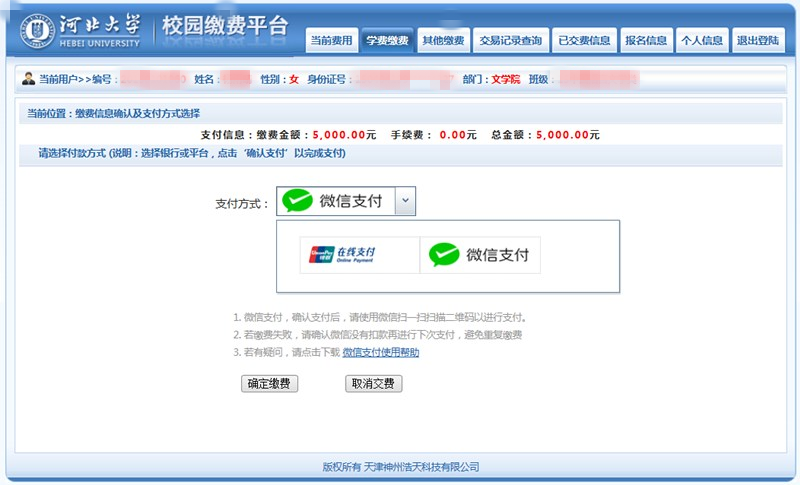 河北大学
HEBEI UNIVERSITY
校园缴费平台
当前费用 学费缴费 其他缴费 交易记录查询 已交费信息 报名信息 个人信息 退出登陆
当前用户>>编号： 姓名： 性别：女 身份证号： 部门：文学院 班级：
当前位置：缴费信息确认及支付方式选择
支付信息：缴费金额：5,000.00元 手续费： 0.00元 总金额：5,000.00元
请选择付款方式 (说明：选择银行或平台，点击‘确认支付’以完成支付)
支付方式： 微信支付
UnionPay 银联 在线支付 Online Payment 微信支付
1. 微信支付，确认支付后，请使用微信扫一扫扫描二维码以进行支付。
2. 若缴费失败，请确认微信没有扣款再进行下次支付，避免重复缴费
3. 若有疑问，请点击下载 微信支付使用帮助
确定缴费 取消交费
版权所有 天津神州浩天科技有限公司